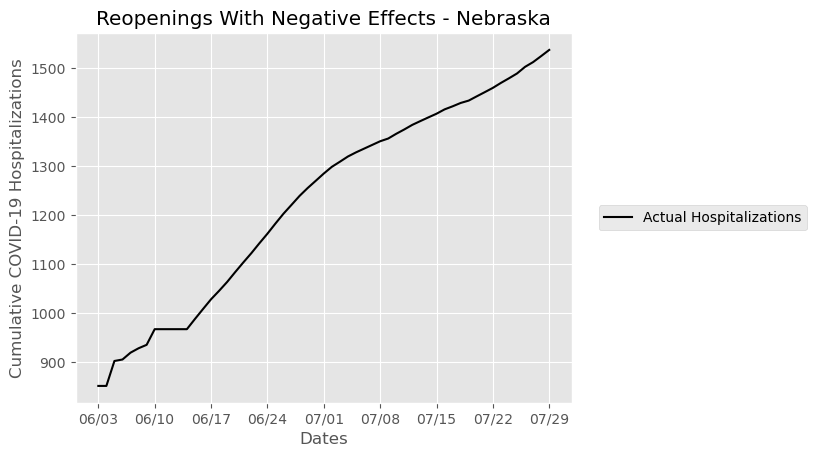 Reopenings With Negative Effects - Nebraska
Cumulative COVID-19 Hospitalizations
1500
1400
1300
1200
1100
1000
900
06/03 06/10 06/17 06/24 07/01 07/08 07/15 07/22 07/29
Dates
Actual Hospitalizations